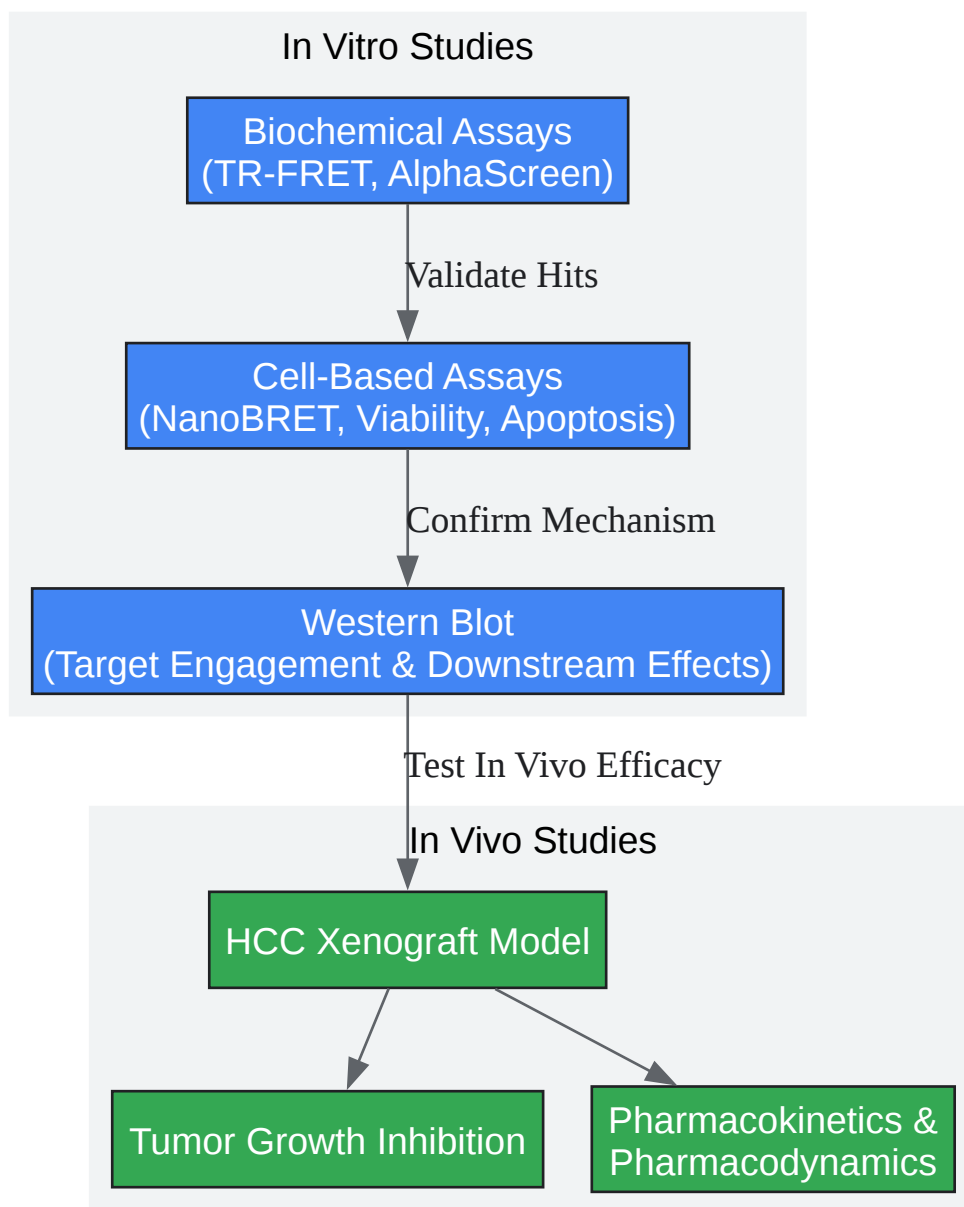 In Vitro Studies
Biochemical Assays
(TR-FRET, AlphaScreen)
Validate Hits
Cell-Based Assays
(NanoBRET, Viability, Apoptosis)
Confirm Mechanism
Western Blot
(Target Engagement & Downstream Effects)
Test In Vivo Efficacy
In Vivo Studies
HCC Xenograft Model
Tumor Growth Inhibition
Pharmacokinetics &
Pharmacodynamics